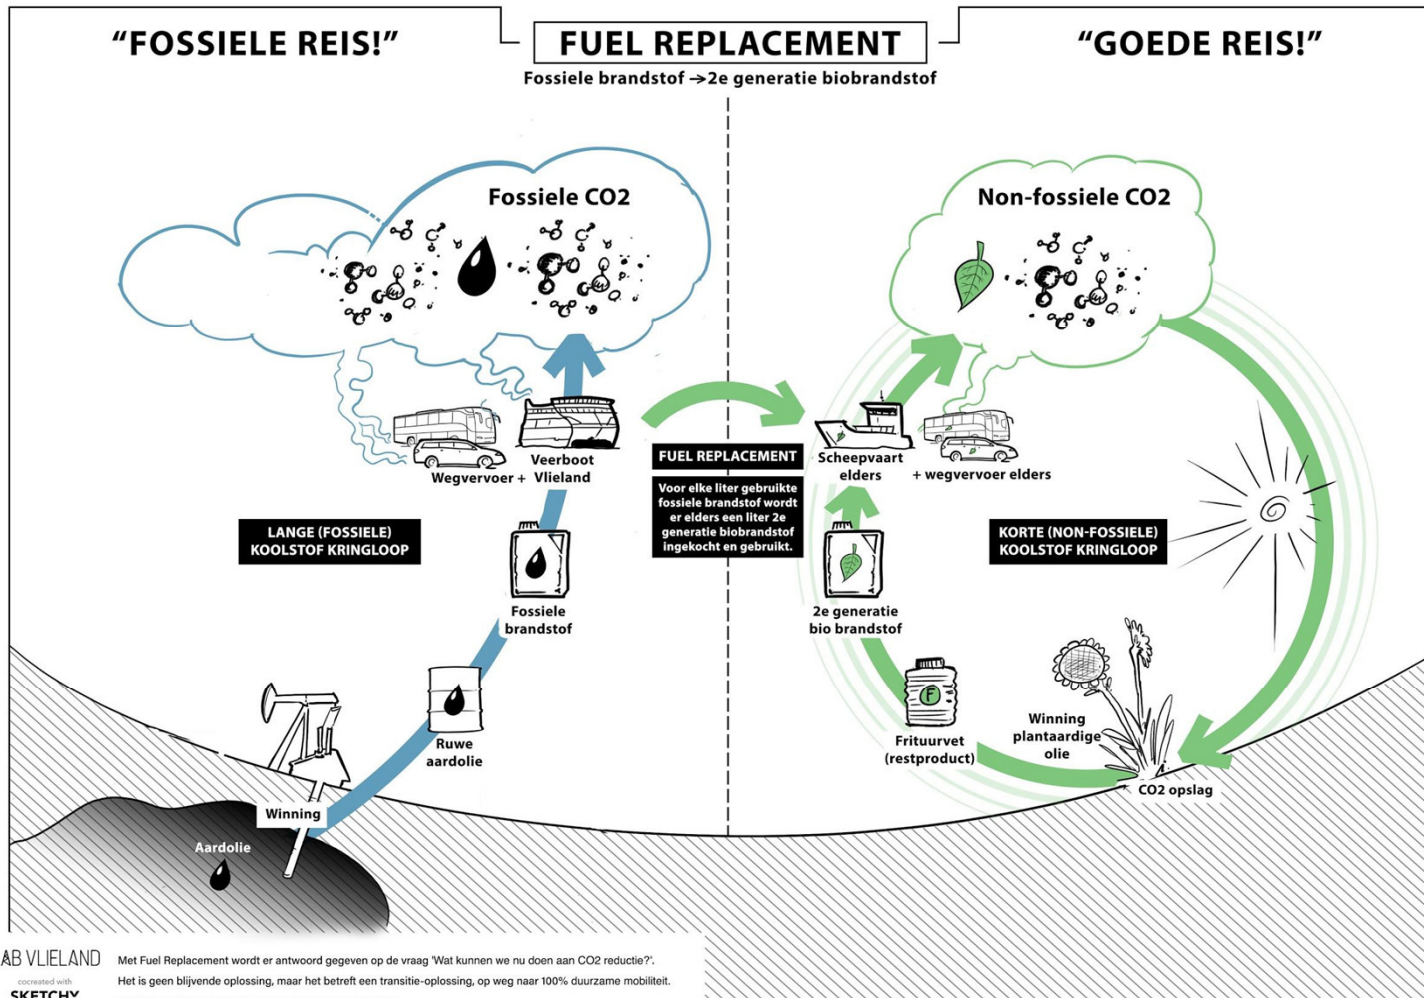 "FOSSIELE REIS!"
FUEL REPLACEMENT
"GOEDE REIS!"
Fossiele brandstof →2e generatie biobrandstof
Fossiele CO2
Non-fossiele CO2
Wegvervoer +
Veerboot
Vlieland
FUEL REPLACEMENT
Voor elke liter gebruikte
fossiele brandstof wordt
er elders een liter 2e
generatie biobrandstof
ingekocht en gebruikt.
Scheepvaart
elders
+ wegvervoer elders
LANGE (FOSSIELE)
KOOLSTOF KRINGLOOP
KORTE (NON-FOSSIELE)
KOOLSTOF KRINGLOOP
Fossiele
brandstof
2e generatie
bio brandstof
Ruwe
aardolie
F
Frituurvet
(restproduct)
Winning
plantaardige
olie
CO2 opslag
Winning
Aardolie
AB VLIELAND
cocreated with
SKETCHY
Met Fuel Replacement wordt er antwoord gegeven op de vraag 'Wat kunnen we nu doen aan CO2 reductie?'.
Het is geen blijvende oplossing, maar het betreft een transitie-oplossing, op weg naar 100% duurzame mobiliteit.